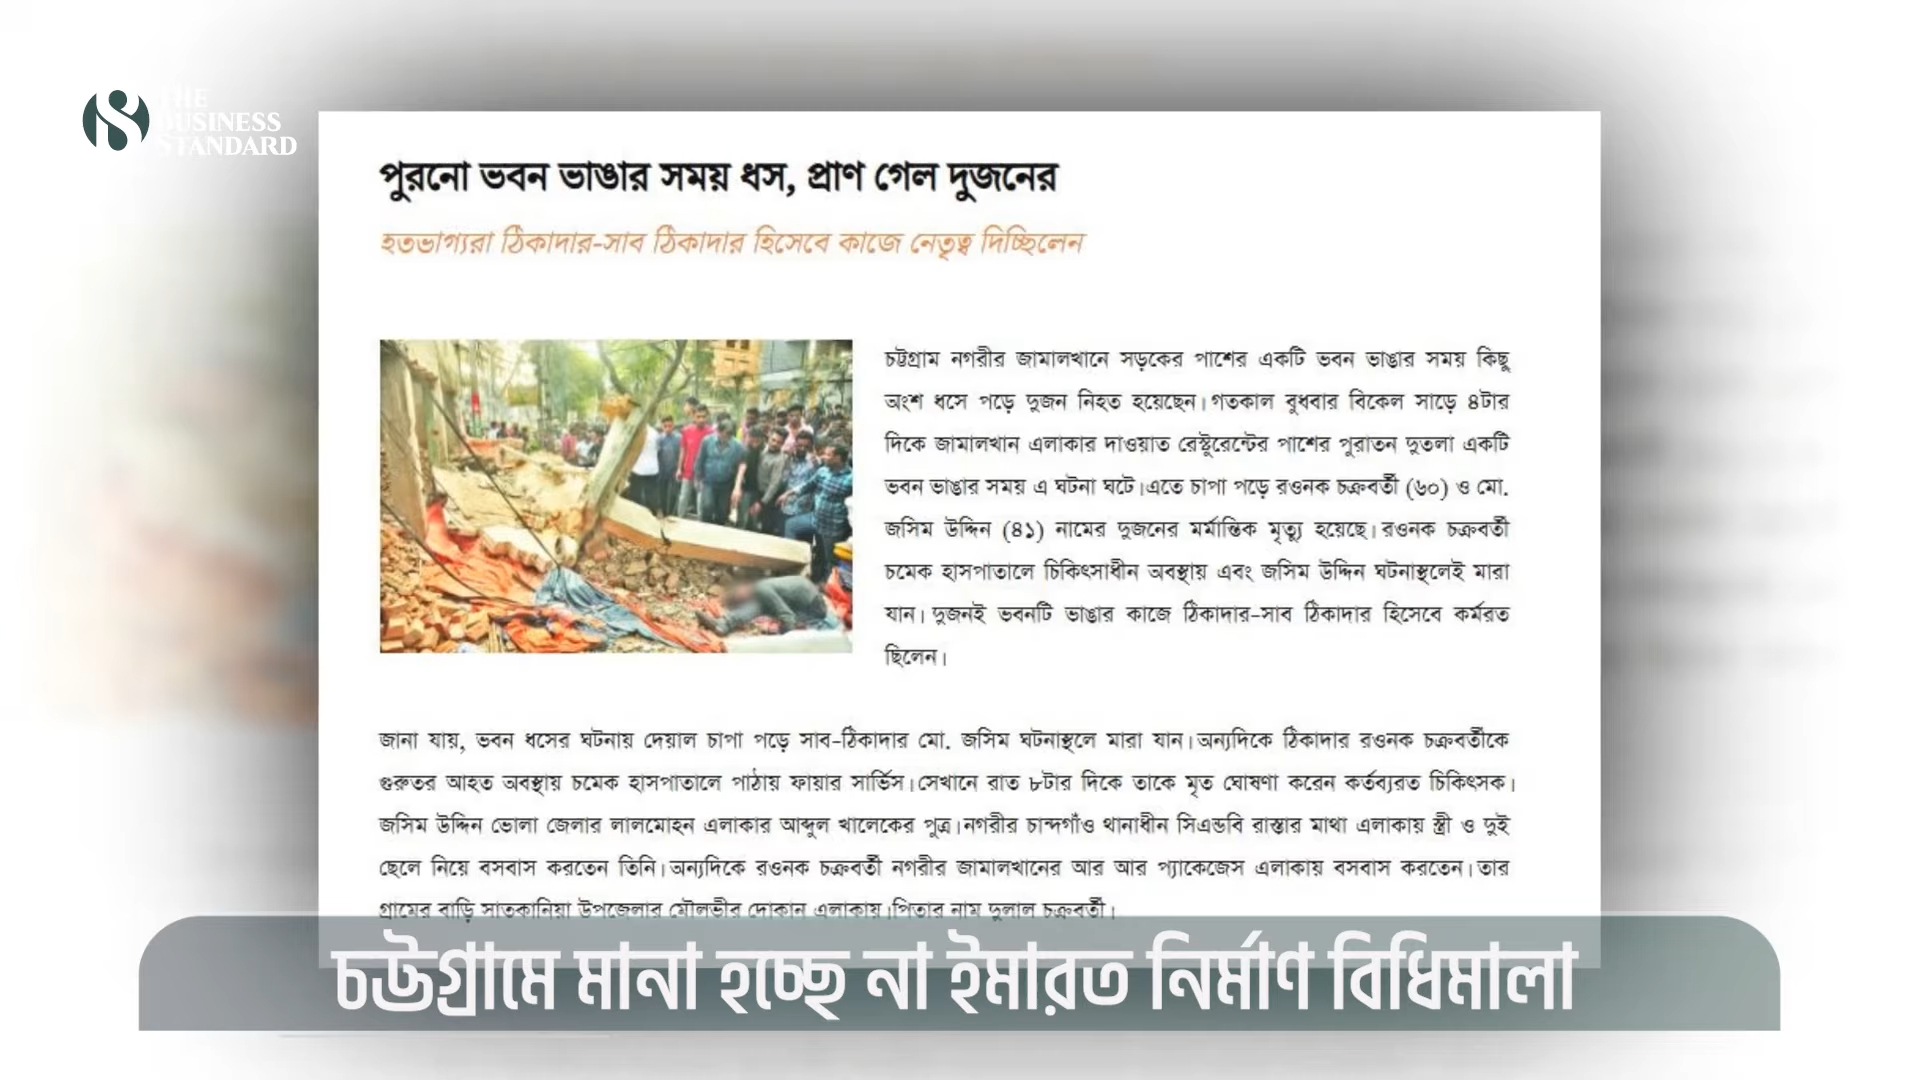 THE
BUSINESS
STANDARD
পুরনো ভবন ভাঙার সময় ধস, প্রাণ গেল দুজনের
হতভাগ্যরা ঠিকাদার-সাব ঠিকাদার হিসেবে কাজে নেতৃত্ব দিচ্ছিলেন
চট্টগ্রাম নগরীর জামালখানে সড়কের পাশের একটি ভবন ভাঙার সময় কিছু
অংশ ধসে পড়ে দুজন নিহত হয়েছেন। গতকাল বুধবার বিকেল সাড়ে ৪টার
দিকে জামালখান এলাকার দাওয়াত রেস্টুরেন্টের পাশের পুরাতন দুতলা একটি
ভবন ভাঙার সময় এ ঘটনা ঘটে। এতে চাপা পড়ে রওনক চক্রবর্তী (৬০) ও মো.
জসিম উদ্দিন (৪১) নামের দুজনের মর্মান্তিক মৃত্যু হয়েছে। রওনক চক্রবর্তী
চমেক হাসপাতালে চিকিৎসাধীন অবস্থায় এবং জসিম উদ্দিন ঘটনাস্থলেই মারা
যান। দুজনই ভবনটি ভাঙার কাজে ঠিকাদার-সাব ঠিকাদার হিসেবে কর্মরত
ছিলেন।
জানা যায়, ভবন ধসের ঘটনায় দেয়াল চাপা পড়ে সাব-ঠিকাদার মো. জসিম ঘটনাস্থলে মারা যান। অন্যদিকে ঠিকাদার রওনক চক্রবর্তীকে
গুরুতর আহত অবস্থায় চমেক হাসপাতালে পাঠায় ফায়ার সার্ভিস। সেখানে রাত ৮টার দিকে তাকে মৃত ঘোষণা করেন কর্তব্যরত চিকিৎসক।
জসিম উদ্দিন ভোলা জেলার লালমোহন এলাকার আব্দুল খালেকের পুত্র। নগরীর চান্দগাঁও থানাধীন সিএন্ডবি রাস্তার মাথা এলাকায় স্ত্রী ও দুই
ছেলে নিয়ে বসবাস করতেন তিনি। অন্যদিকে রওনক চক্রবর্তী নগরীর জামালখানের আর আর প্যাকেজেস এলাকায় বসবাস করতেন। তার
গ্রামের বাড়ি সাতকানিয়া উপজেলার মৌলভীর দোকান এলাকায়। পিতার নাম দুলাল চক্রবর্তী।
চট্টগ্রামে মানা হচ্ছে না ইমারত নির্মাণ বিধিমালা